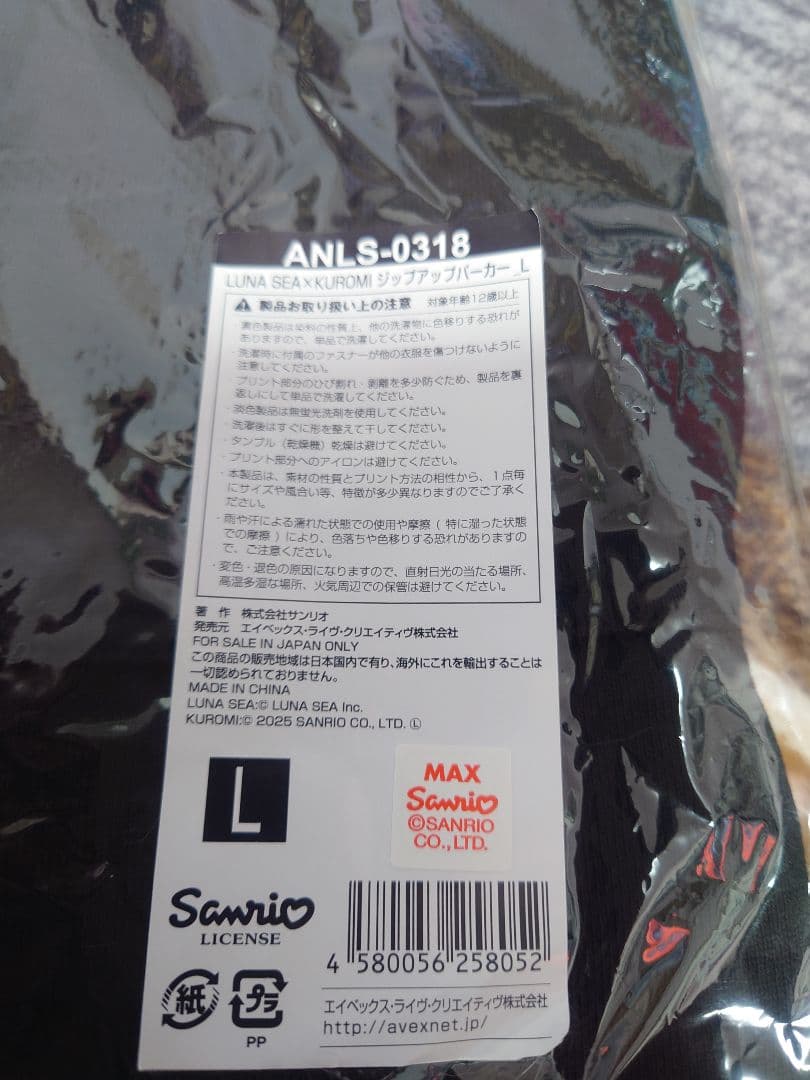 ANLS-0318
LUNA SEA×KUROMI ジップアップパーカー_L
製品お取り扱い上の注意 対象年齢12歳以上
・素色製品は染料の性質上、他の洗濯物に色移りする恐れが
ありますので、単品で洗濯してください。
・洗濯時に付属のファスナーが他の衣服を傷つけないように
注意してください。
・プリント部分のひび割れ・剥離を多少防ぐため、製品を裏
返しにして単品で洗濯してください。
・淡色製品は無蛍光洗剤を使用してください。
・洗濯後はすぐに形を整えて干してください。
・タンブル（乾燥機）乾燥は避けてください。
・プリント部分へのアイロンは避けてください。
・本製品は、素材の性質とプリント方法の相性から、1点毎
にサイズや風合い等、特徴が多少異なりますのでご了承く
ださい。
・雨や汗による濡れた状態での使用や摩擦 ( 特に湿った状態
での摩擦 ) により、色落ちや色移りする恐れがありますの
で、ご注意ください。
・変色・退色の原因になりますので、直射日光の当たる場所、
高温多湿な場所、火気周辺での保管は避けてください。
著 作 株式会社サンリオ
発売元 エイベックス・ライヴ・クリエイティヴ株式会社
FOR SALE IN JAPAN ONLY
この商品の販売地域は日本国内で有り、海外にこれを輸出することは
一切認められておりません。
MADE IN CHINA
LUNA SEA:© LUNA SEA Inc.
KUROMI:© 2025 SANRIO CO., LTD. Ⓛ
L
MAX
Sanrio
©SANRIO
CO., LTD.
Sanrio
LICENSE
4 580056 258052
紙
プラ
PP
エイベックス・ライヴ・クリエイティヴ株式会社
http://avexnet.jp/